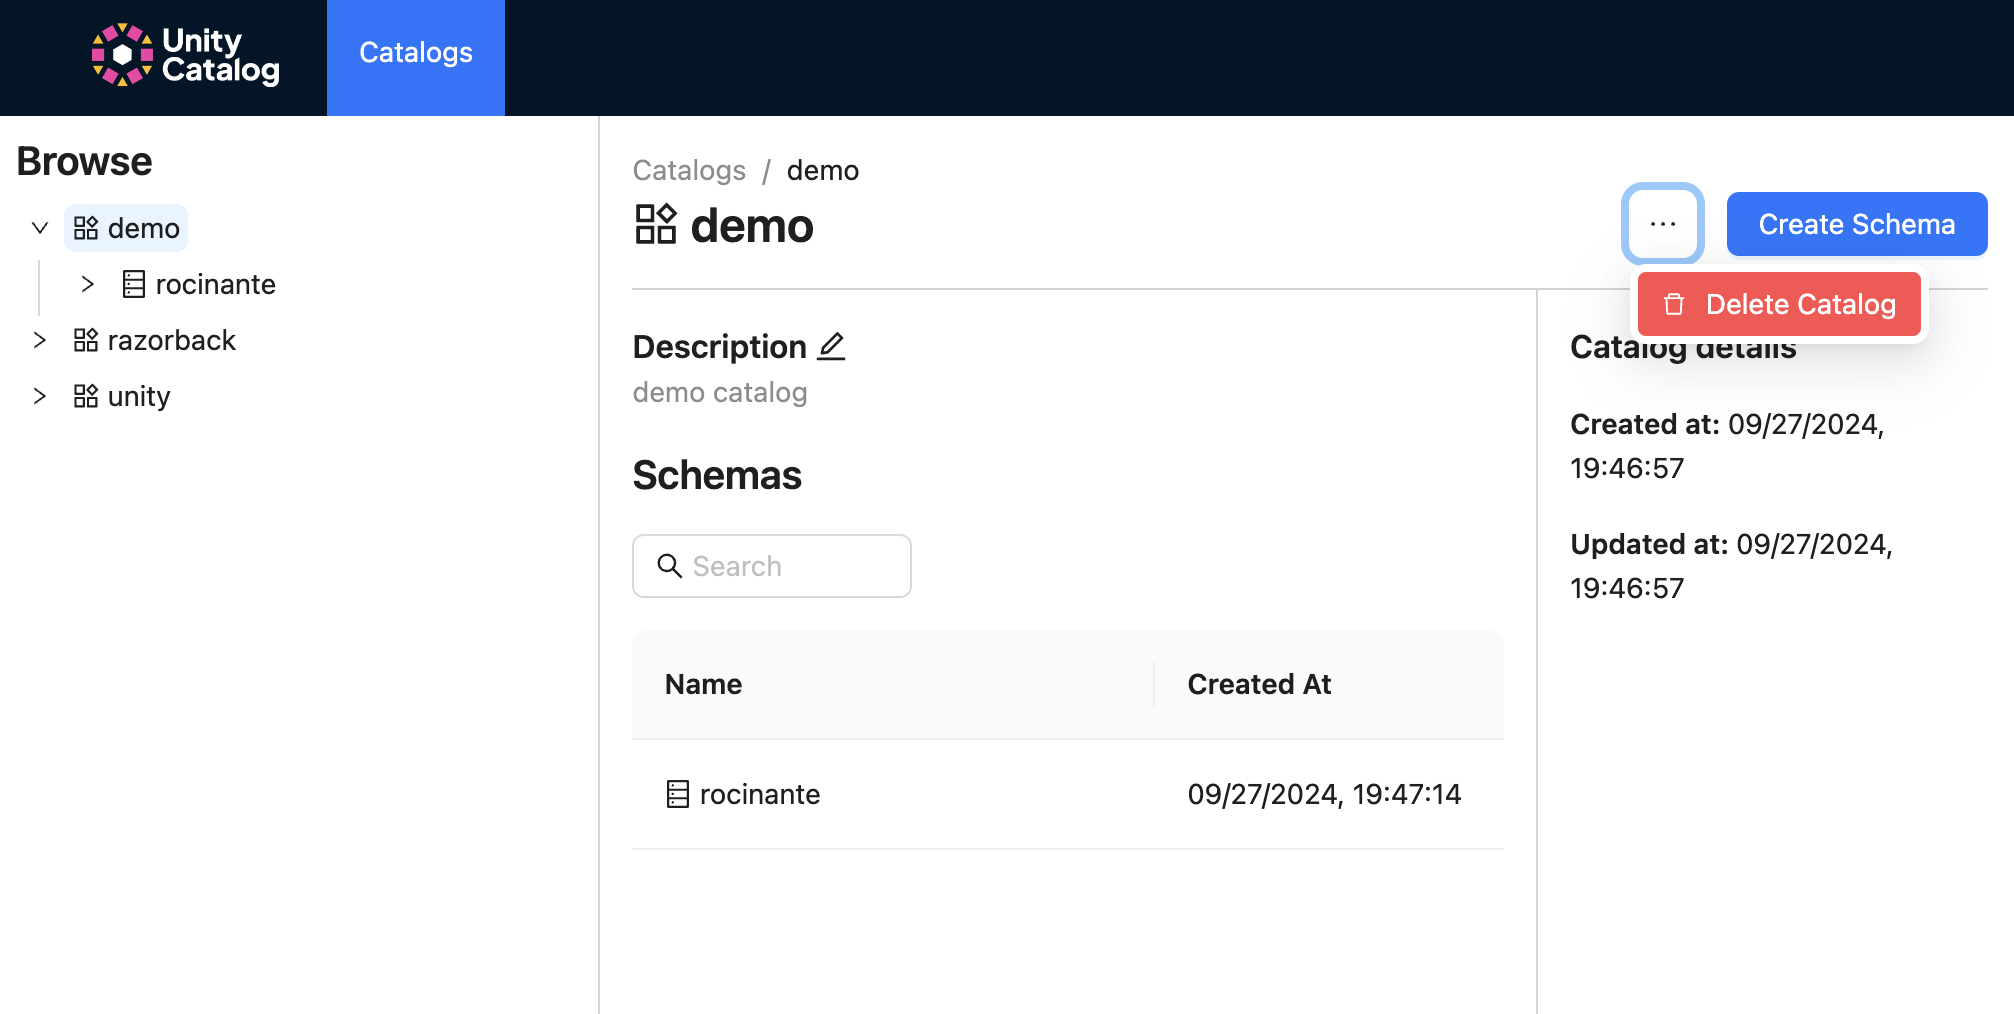 Unity
Catalog
Catalogs
Browse
demo
rocinante
razorback
unity
Catalogs / demo
demo
...
Create Schema
Delete Catalog
Description
demo catalog
Schemas
Search
Name
Created At
rocinante
09/27/2024, 19:47:14
Catalog details
Created at: 09/27/2024,
19:46:57
Updated at: 09/27/2024,
19:46:57